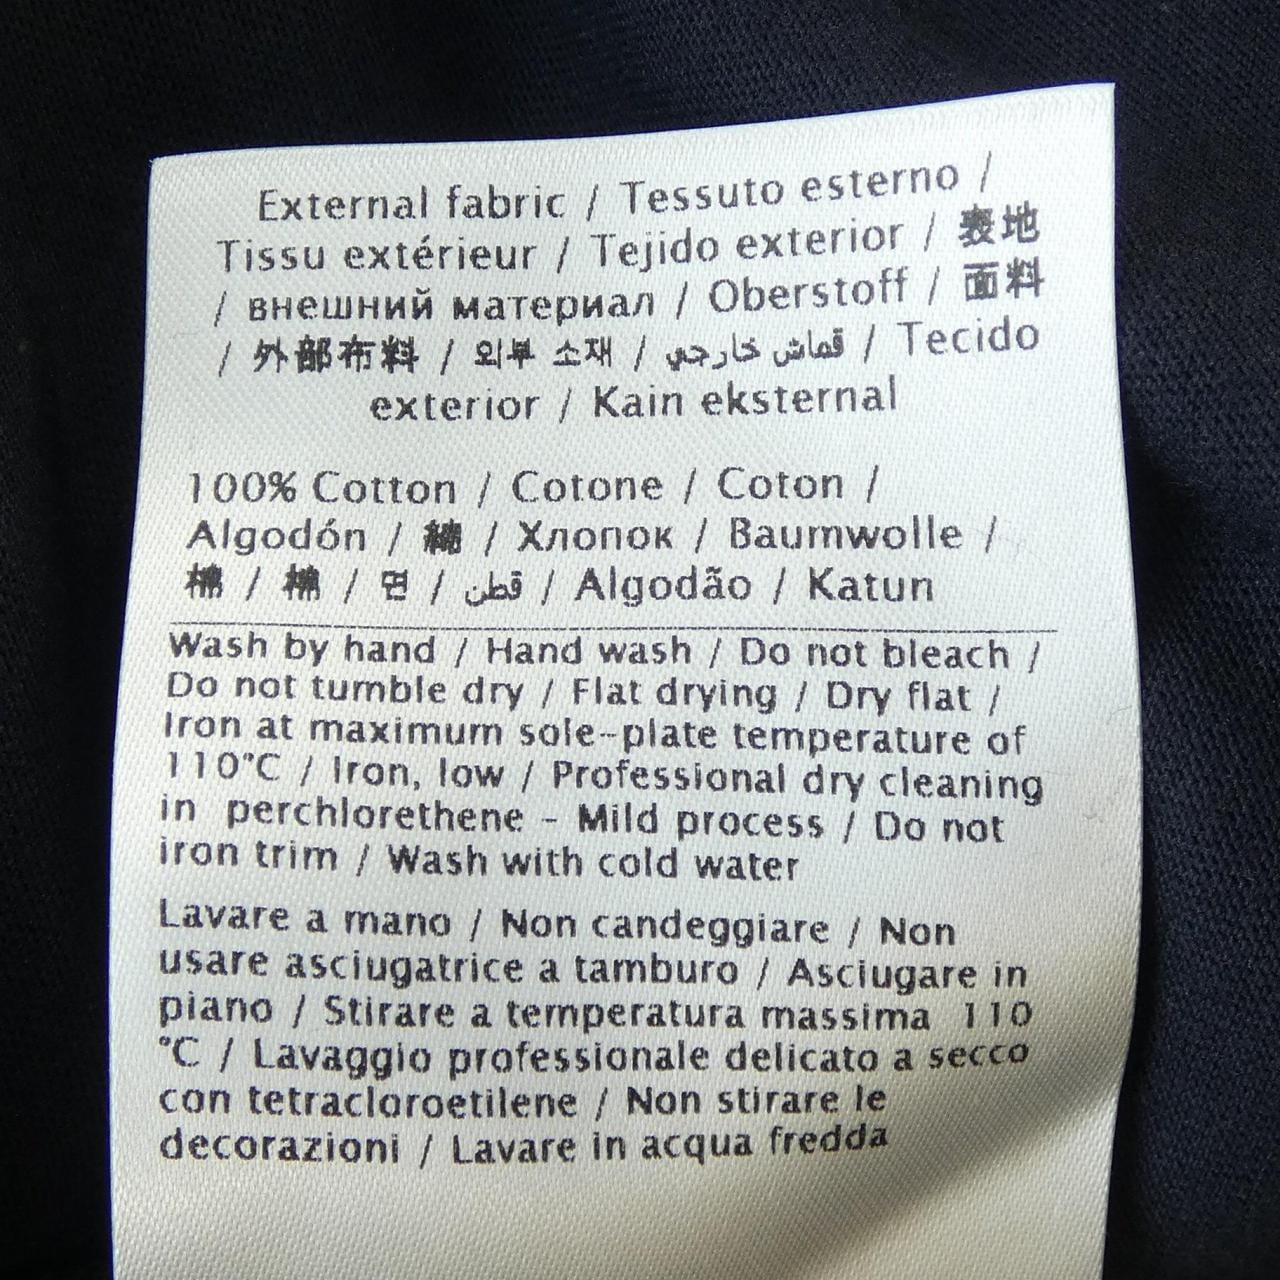 External fabric / Tessuto esterno /
Tissu extérieur / Tejido exterior / 表地
/ внешний материал / Oberstoff / 面料
/ 外部布料 / 외부 소재 / قماش خارجي / Tecido
exterior / Kain eksternal
100% Cotton / Cotone / Coton /
Algodón / 綿 / Хлопок / Baumwolle /
棉 / 棉 / 면 / قطن / Algodão / Katun
Wash by hand / Hand wash / Do not bleach /
Do not tumble dry / Flat drying / Dry flat /
Iron at maximum sole-plate temperature of
110°C / Iron, low / Professional dry cleaning
in perchlorethene - Mild process / Do not
iron trim / Wash with cold water
Lavare a mano / Non candeggiare / Non
usare asciugatrice a tamburo / Asciugare in
piano / Stirare a temperatura massima 110
°C / Lavaggio professionale delicato a secco
con tetracloroetilene / Non stirare le
decorazioni / Lavare in acqua fredda